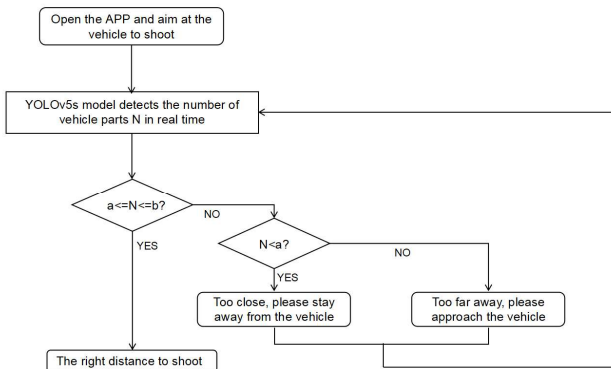 Open the APP and aim at the
vehicle to shoot
YOLOv5s model detects the number of
vehicle parts N in real time
a<=N<=b?
NO
YES
N<a?
NO
YES
Too close, please stay
away from the vehicle
Too far away, please
approach the vehicle
The right distance to shoot